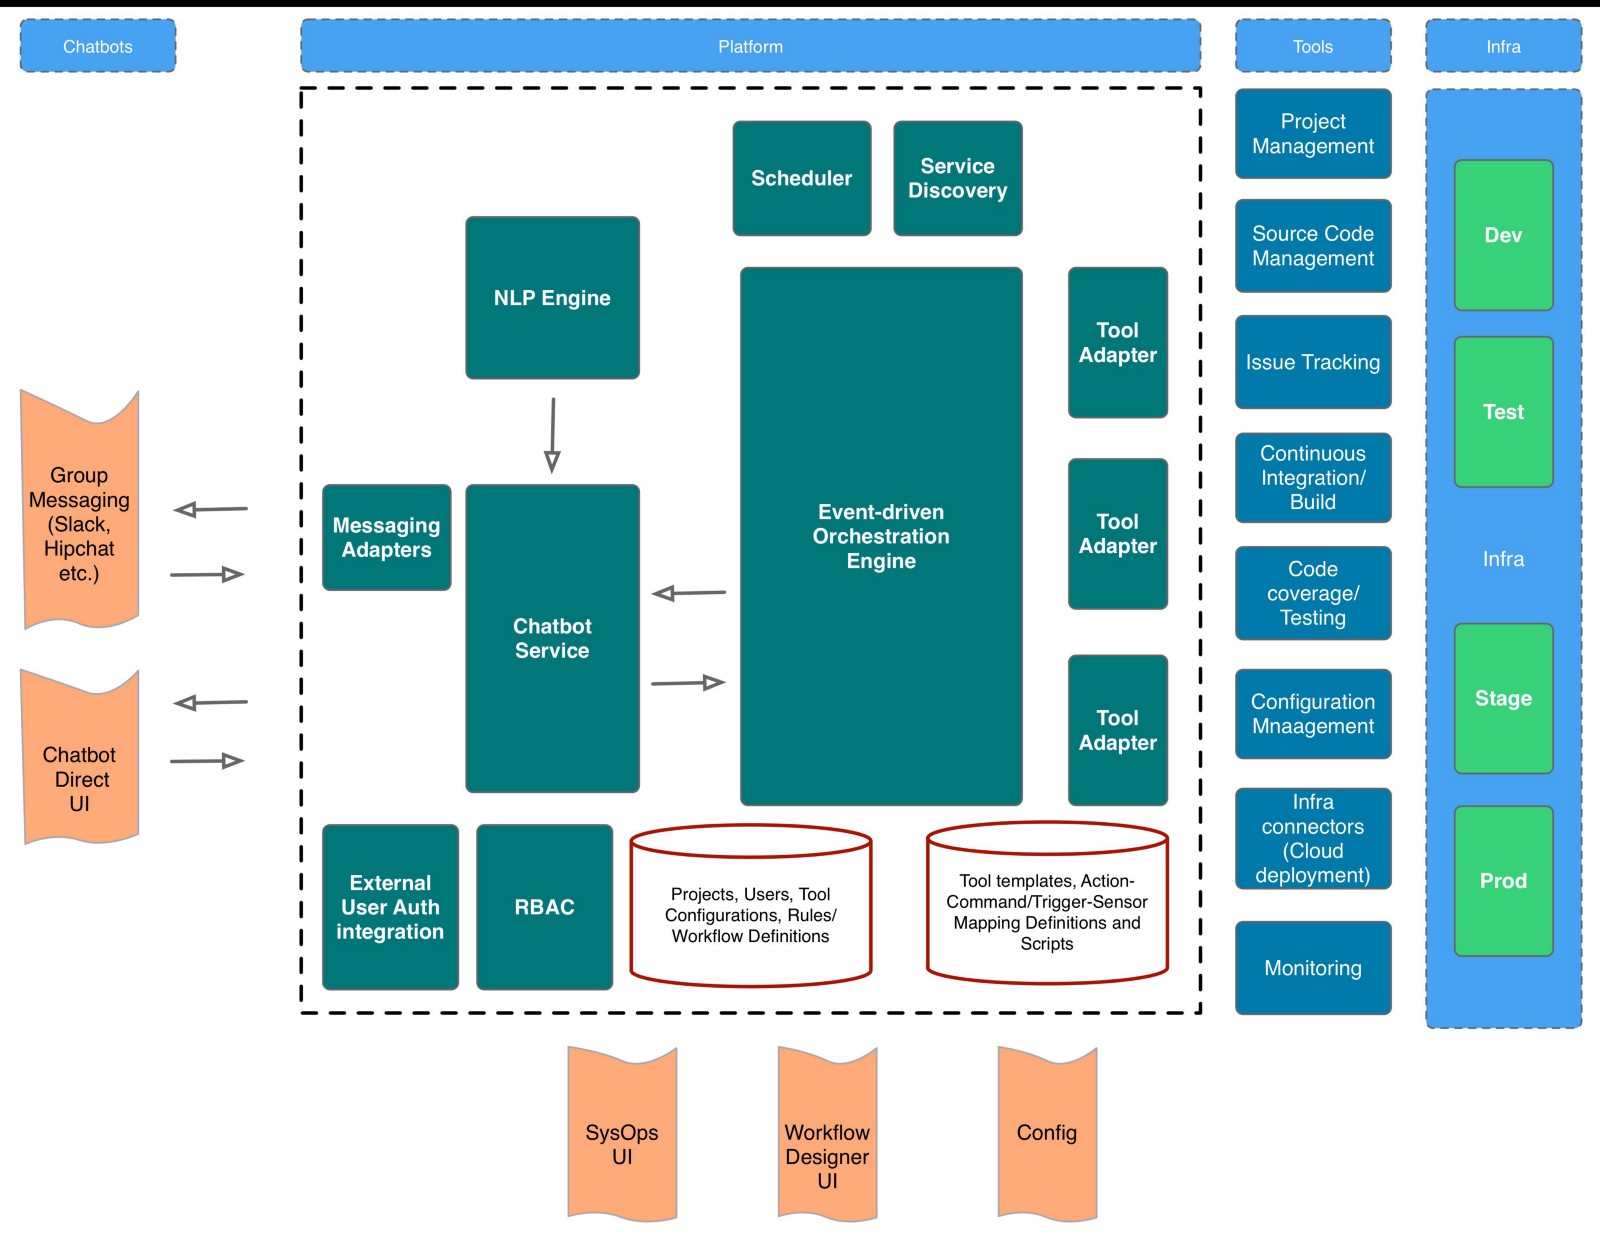 Chatbots
Platform
Tools
Infra
Scheduler
Service
Discovery
NLP Engine
Event-driven
Orchestration
Engine
Tool
Adapter
Tool
Adapter
Tool
Adapter
Messaging
Adapters
Chatbot
Service
External
User Auth
integration
RBAC
Projects, Users, Tool
Configurations, Rules/
Workflow Definitions
Tool templates, Action-
Command/Trigger-Sensor
Mapping Definitions and
Scripts
Group
Messaging
(Slack,
Hipchat
etc.)
Chatbot
Direct
UI
Project
Management
Source Code
Management
Issue Tracking
Continuous
Integration/
Build
Code
coverage/
Testing
Configuration
Mnaagement
Infra
connectors
(Cloud
deployment)
Monitoring
Dev
Test
Infra
Stage
Prod
SysOps
UI
Workflow
Designer
UI
Config